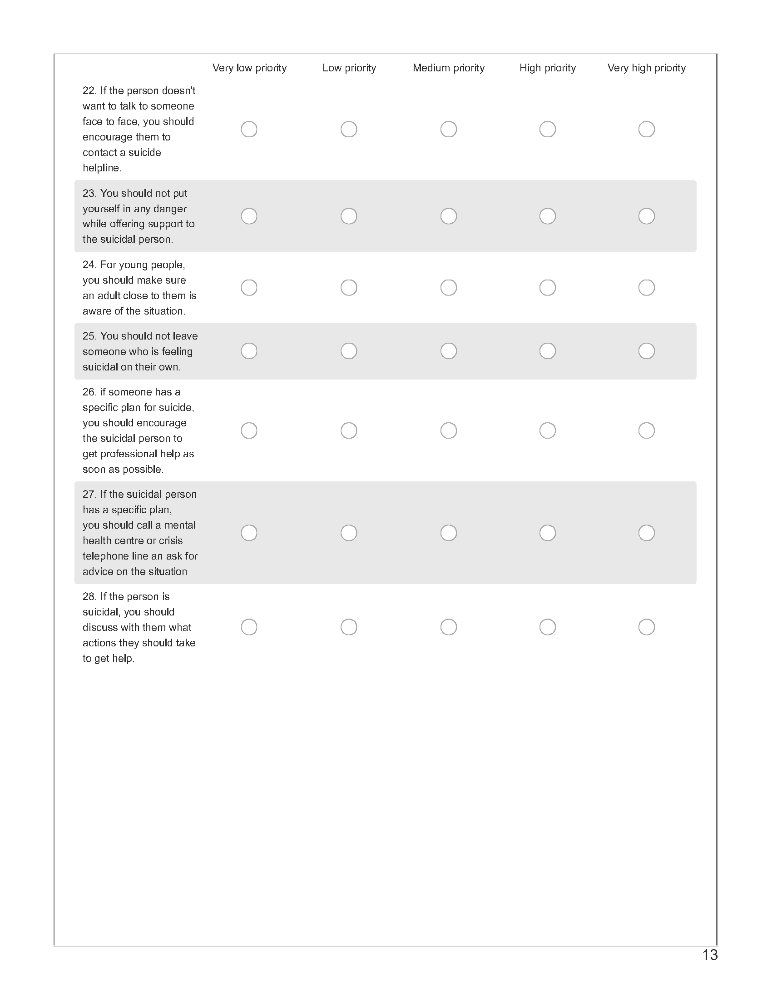 Very low priority Low priority Medium priority High priority Very high priority
22. If the person doesn't
want to talk to someone
face to face, you should
encourage them to
contact a suicide
helpline.
23. You should not put
yourself in any danger
while offering support to
the suicidal person.
24. For young people,
you should make sure
an adult close to them is
aware of the situation.
25. You should not leave
someone who is feeling
suicidal on their own.
26. if someone has a
specific plan for suicide,
you should encourage
the suicidal person to
get professional help as
soon as possible.
27. If the suicidal person
has a specific plan,
you should call a mental
health centre or crisis
telephone line an ask for
advice on the situation
28. If the person is
suicidal, you should
discuss with them what
actions they should take
to get help.
13